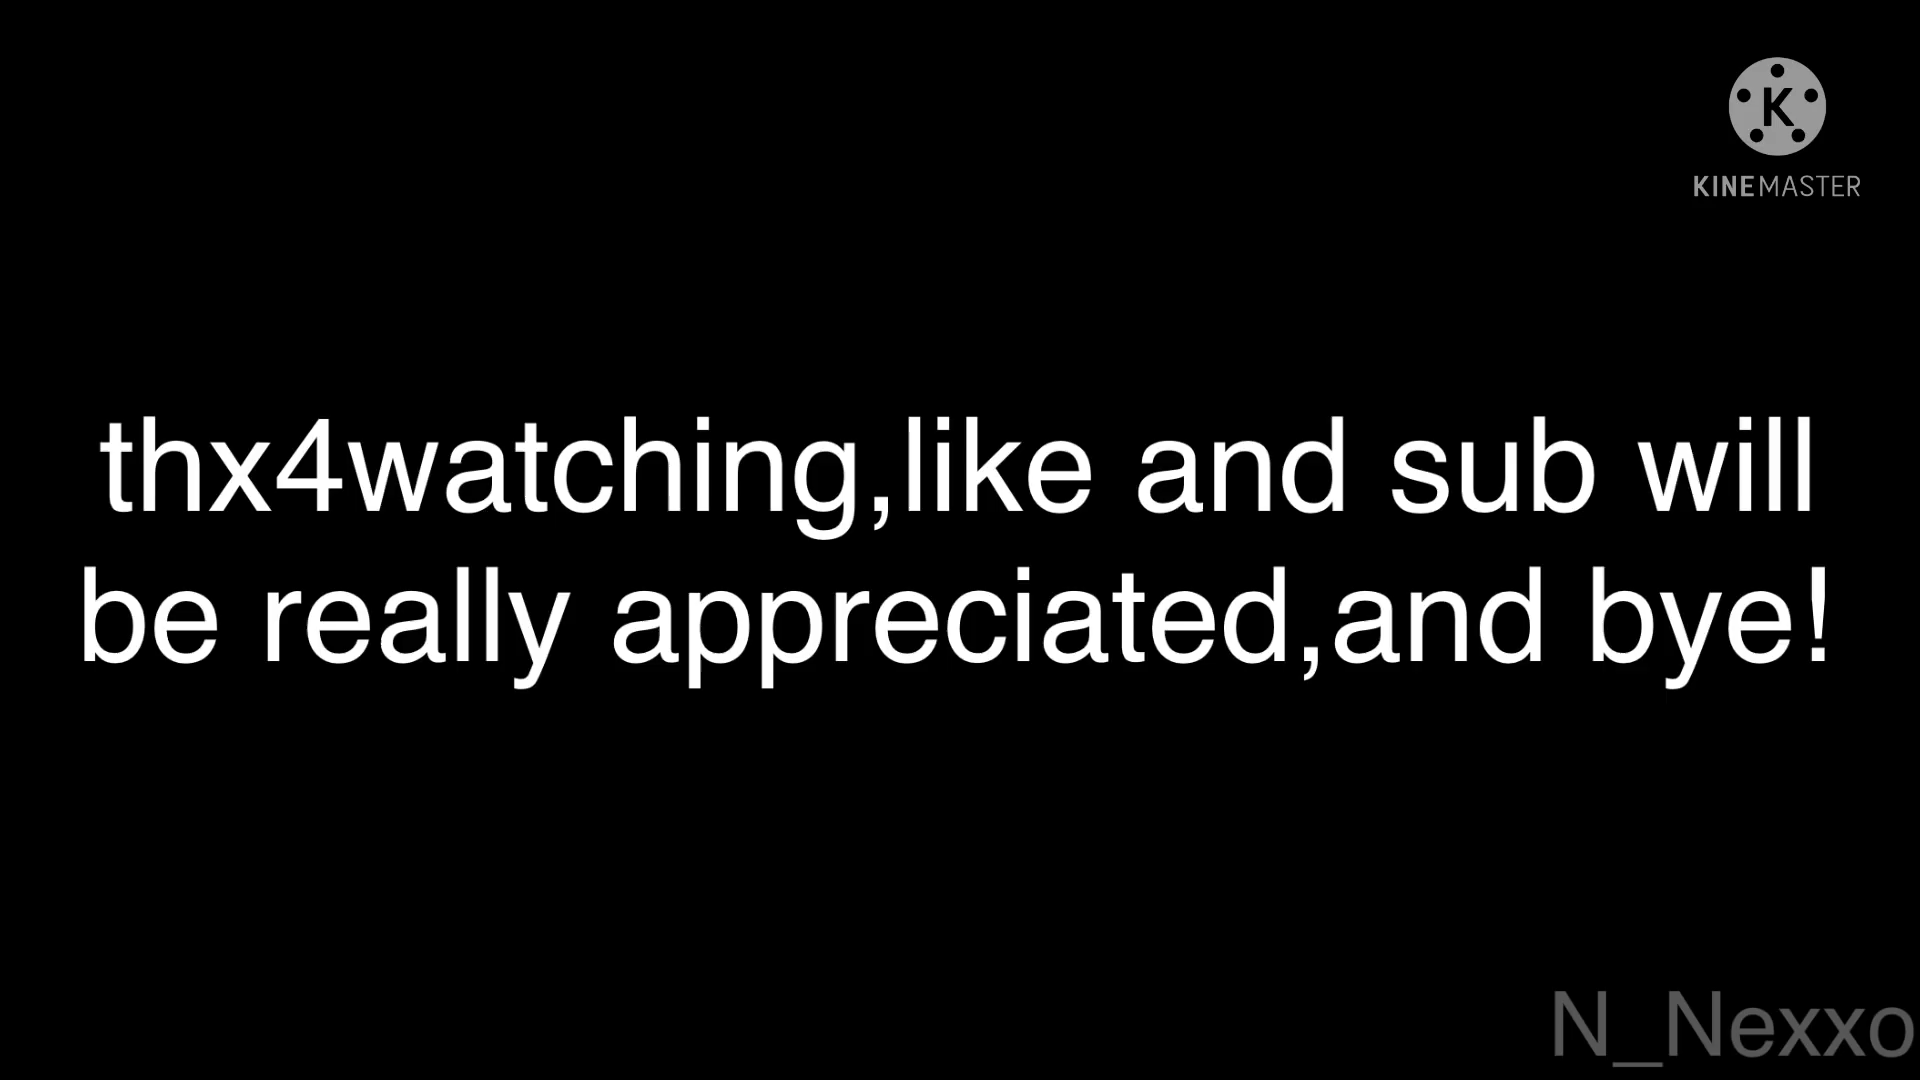 K
KINEMASTER
thx4watching,like and sub will
be really appreciated,and bye!
N_Nexxo